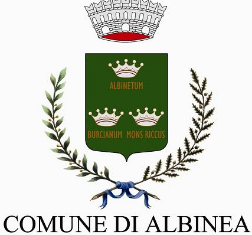 ALBINETUM
BURCIANUM MONS RICCUS
COMUNE DI ALBINEA